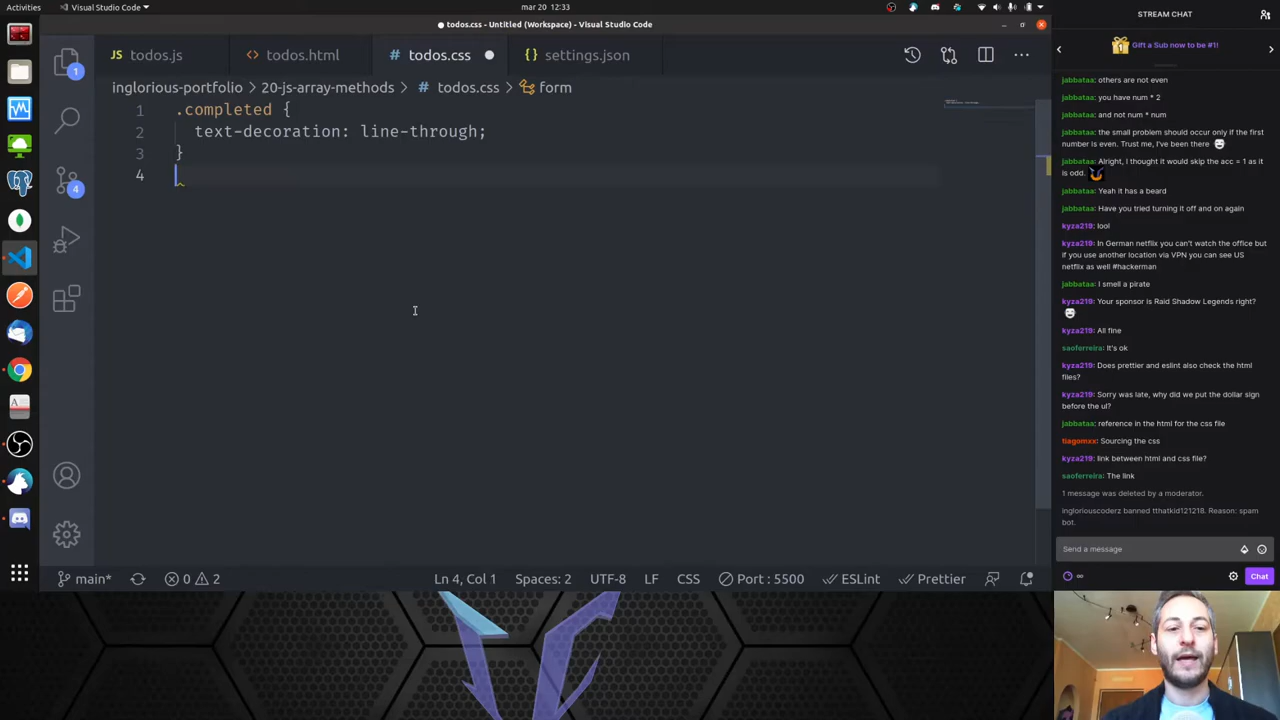 Activities
Visual Studio Code
mar 20 12:33
● todos.css - Untitled (Workspace) - Visual Studio Code
JS todos.js
<> todos.html
# todos.css
{} settings.json
inglorious-portfolio > 20-js-array-methods > # todos.css > form
1 .completed {
2 text-decoration: line-through;
3 }
4
1
4
main*
0 2
Ln 4, Col 1
Spaces: 2
UTF-8
LF
CSS
Port : 5500
ESLint
Prettier
STREAM CHAT
1 Gift a Sub now to be #1!
jabbataa: others are not even
jabbataa: you have num * 2
jabbataa: and not num * num
jabbataa: the small problem should occur only if the first
number is even. Trust me, I've been there
jabbataa: Alright, I thought it would skip the acc = 1 as it
is odd.
jabbataa: Yeah it has a beard
jabbataa: Have you tried turning it off and on again
kyza219: lool
kyza219: In German netflix you can't watch the office but
if you use another location via VPN you can see US
netflix as well #hackerman
jabbataa: I smell a pirate
kyza219: Your sponsor is Raid Shadow Legends right?
kyza219: All fine
saoferreira: It's ok
kyza219: Does prettier and eslint also check the html
files?
kyza219: Sorry was late, why did we put the dollar sign
before the ul?
jabbataa: reference in the html for the css file
tiagomxx: Sourcing the css
kyza219: link between html and css file?
saoferreira: The link
1 message was deleted by a moderator.
ingloriouscoderz banned tthatkid121218. Reason: spam
bot.
Send a message
∞
Chat